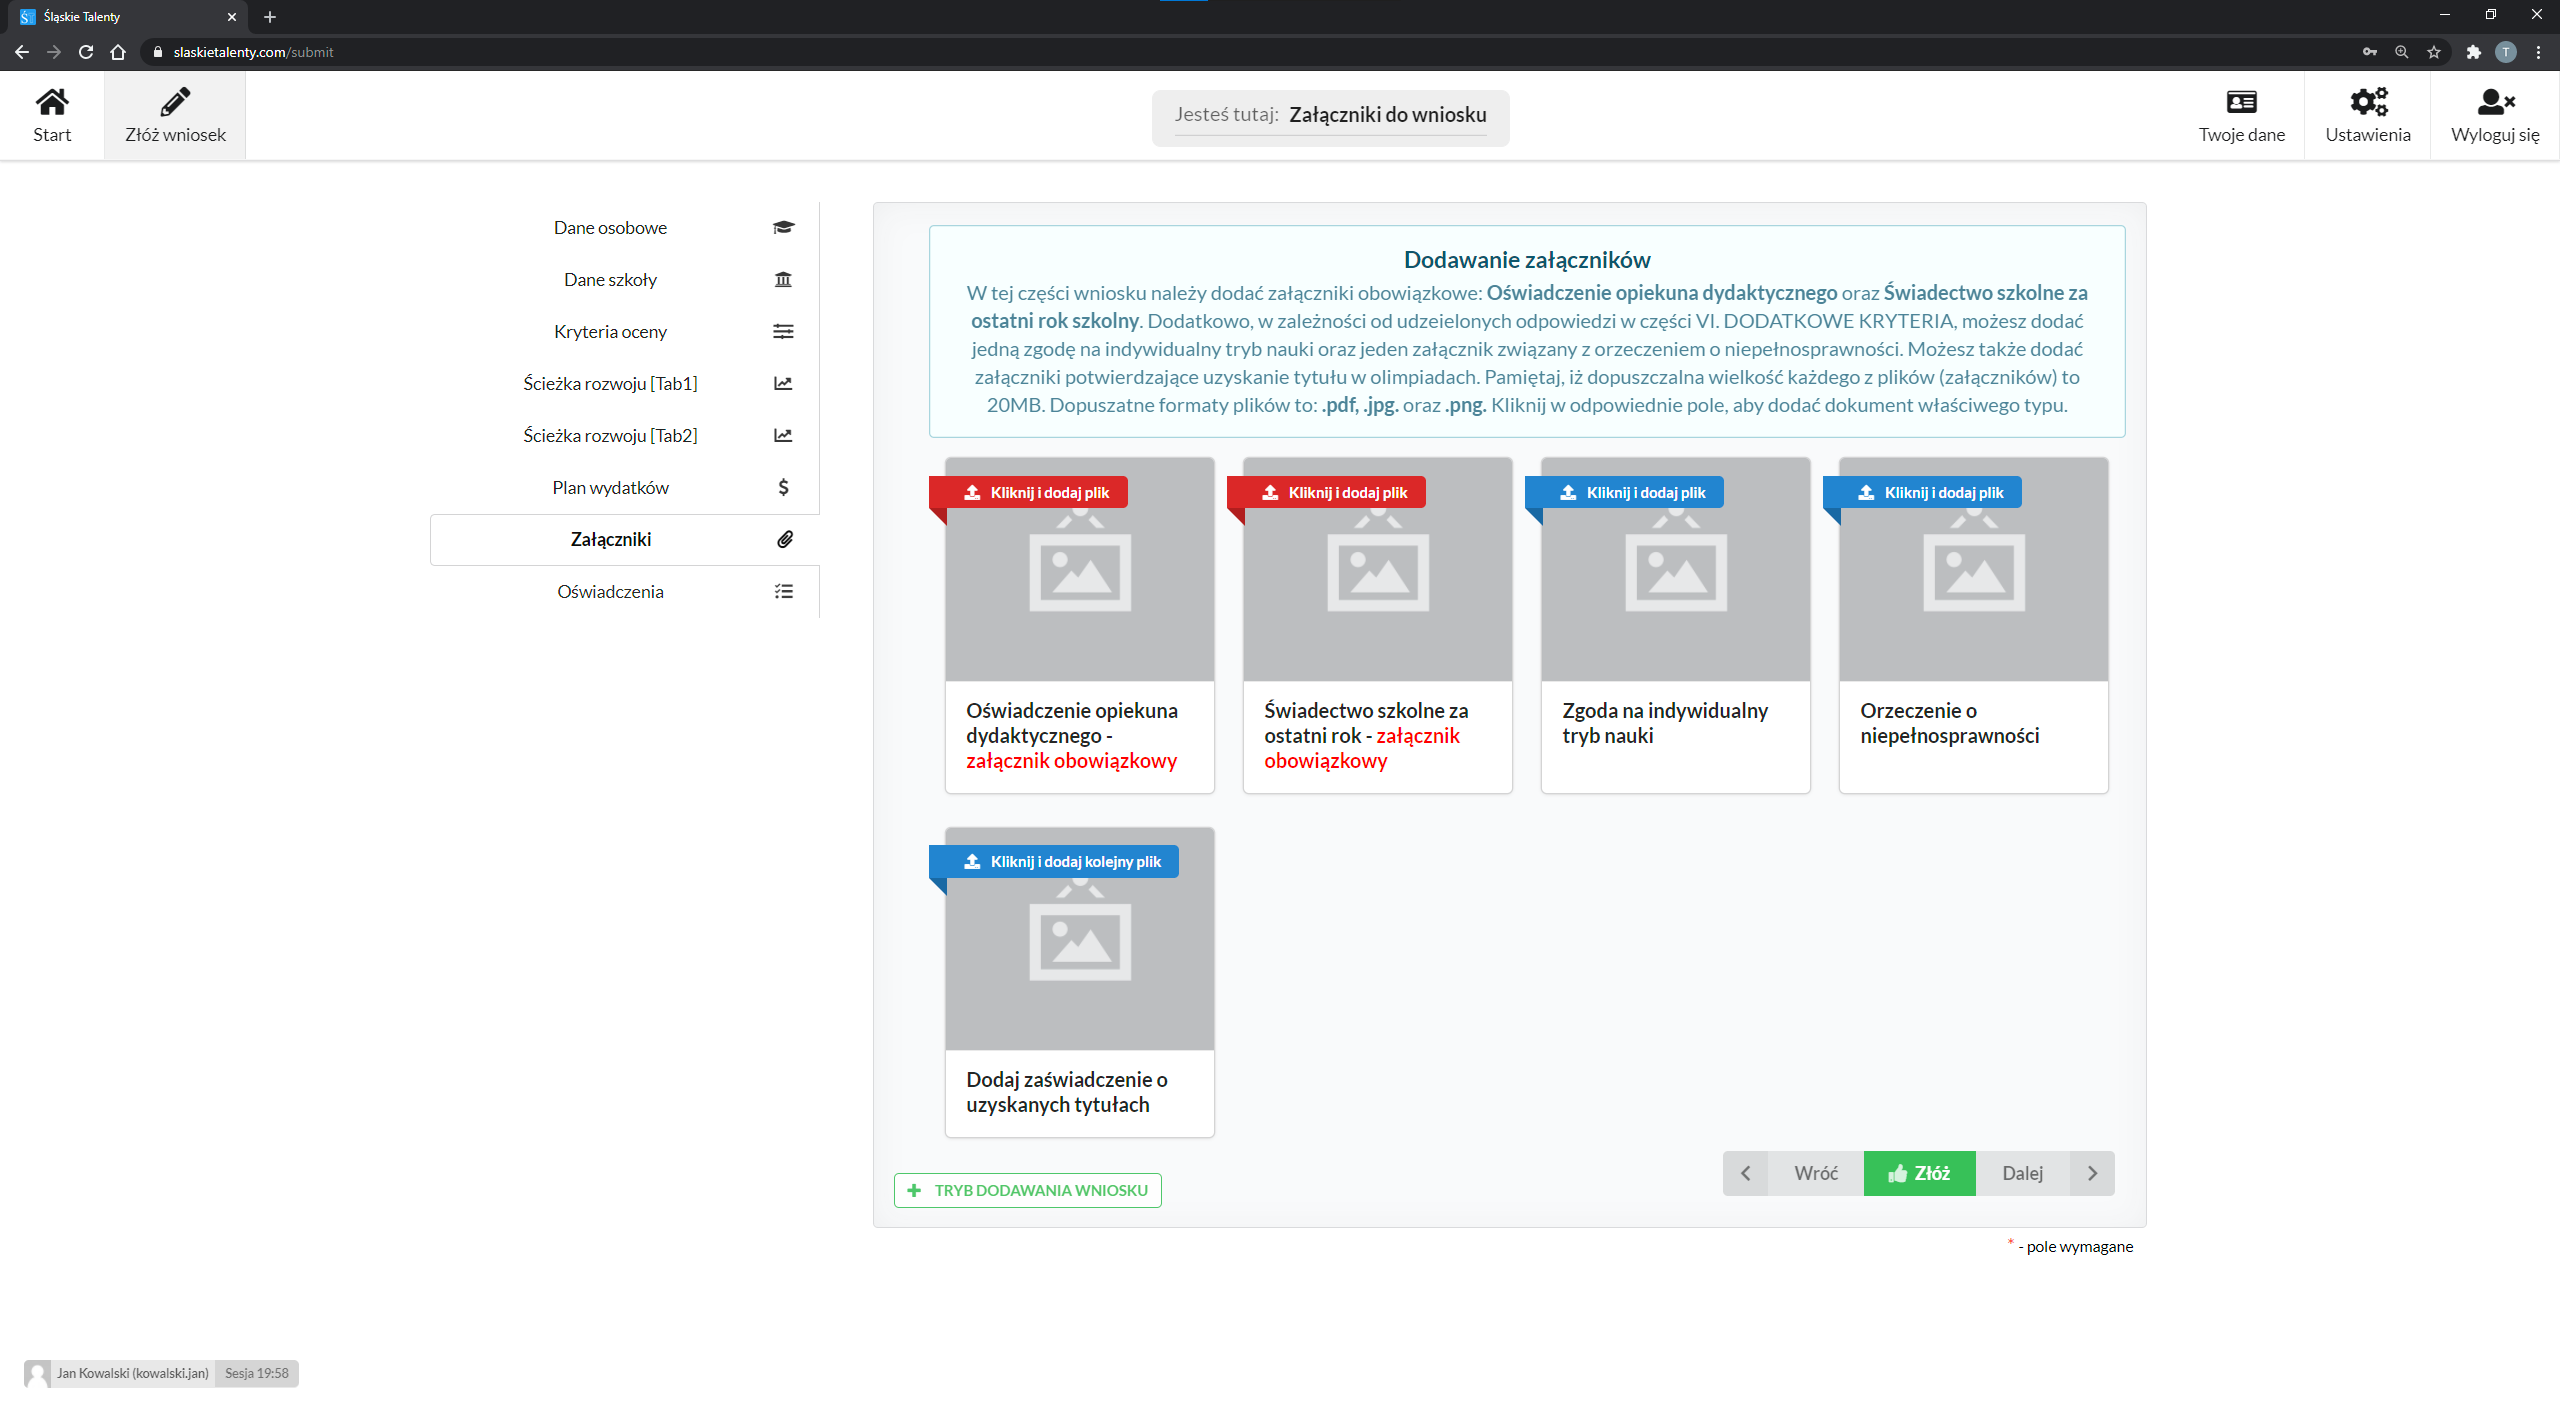 Śląskie Talenty
slaskietalenty.com/submit
T
Start
Złóż wniosek
Jesteś tutaj: Załączniki do wniosku
Twoje dane
Ustawienia
Wyloguj się
Dane osobowe
Dane szkoły
Kryteria oceny
Ścieżka rozwoju [Tab1]
Ścieżka rozwoju [Tab2]
Plan wydatków
Załączniki
Oświadczenia
Dodawanie załączników
W tej części wniosku należy dodać załączniki obowiązkowe: Oświadczenie opiekuna dydaktycznego oraz Świadectwo szkolne za
ostatni rok szkolny. Dodatkowo, w zależności od udzeielonych odpowiedzi w części VI. DODATKOWE KRYTERIA, możesz dodać
jedną zgodę na indywidualny tryb nauki oraz jeden załącznik związany z orzeczeniem o niepełnosprawności. Możesz także dodać
załączniki potwierdzające uzyskanie tytułu w olimpiadach. Pamiętaj, iż dopuszczalna wielkość każdego z plików (załączników) to
20MB. Dopuszatne formaty plików to: .pdf, .jpg. oraz .png. Kliknij w odpowiednie pole, aby dodać dokument właściwego typu.
Kliknij i dodaj plik
Oświadczenie opiekuna
dydaktycznego -
załącznik obowiązkowy
Kliknij i dodaj plik
Świadectwo szkolne za
ostatni rok - załącznik
obowiązkowy
Kliknij i dodaj plik
Zgoda na indywidualny
tryb nauki
Kliknij i dodaj plik
Orzeczenie o
niepełnosprawności
Kliknij i dodaj kolejny plik
Dodaj zaświadczenie o
uzyskanych tytułach
TRYB DODAWANIA WNIOSKU
Wróć
Złóż
Dalej
* - pole wymagane
Jan Kowalski (kowalski.jan)
Sesja 19:58